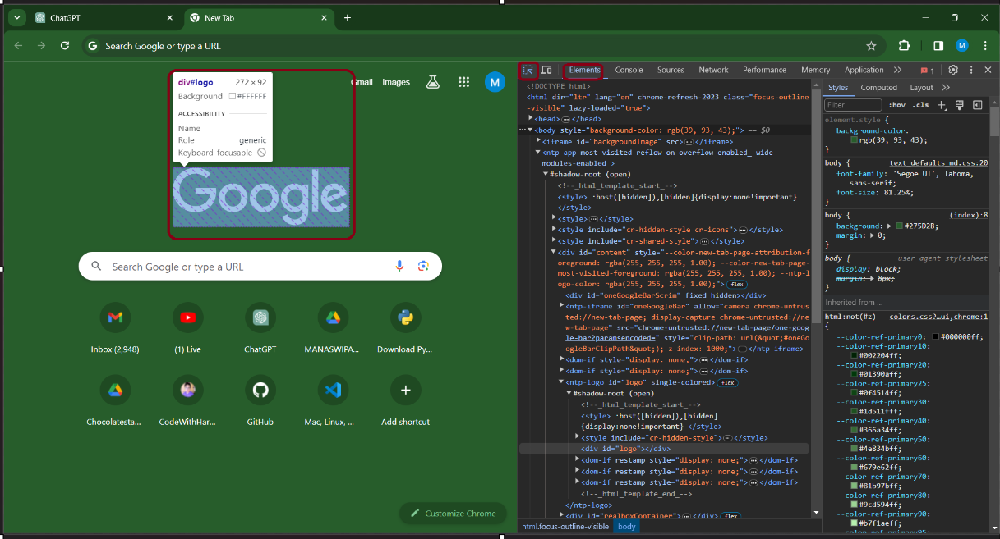 ChatGPT
New Tab
Search Google or type a URL
M
div#logo 272 × 92
Background #FFFFFF
ACCESSIBILITY
Name
Role generic
Keyboard-focusable
Gmail Images
M
Google
Search Google or type a URL
Inbox (2,948)
(1) Live
ChatGPT
MANASWIPA...
Download Py...
Chocolatesta...
CodeWithHar...
GitHub
Mac, Linux, ...
Add shortcut
Customize Chrome
Elements Console Sources Network Performance Memory Application 1
<!DOCTYPE html>
<html dir="ltr" lang="en" chrome-refresh-2023 class="focus-outline
-visible" lazy-loaded="true">
<head>…</head>
<body style="background-color: rgb(39, 93, 43);"> == $0
<iframe id="backgroundImage" src>…</iframe>
<ntp-app most-visited-reflow-on-overflow-enabled_ wide-
modules-enabled_>
#shadow-root (open)
<!--_html_template_start_-->
<style> :host([hidden]),[hidden]{display:none!important}
</style>
<style>…</style>
<style include="cr-hidden-style cr-icons">…</style>
<style include="cr-shared-style">…</style>
<div id="content" style="--color-new-tab-page-attribution-f
oreground: rgba(255, 255, 255, 1.00); --color-new-tab-page-
most-visited-foreground: rgba(255, 255, 255, 1.00); --ntp-l
ogo-color: rgba(255, 255, 255, 1.00);"> flex
<div id="oneGoogleBarScrim" fixed hidden></div>
<ntp-iframe id="oneGoogleBar" allow="camera chrome-untrus
ted://new-tab-page; display-capture chrome-untrusted://ne
w-tab-page" src="chrome-untrusted://new-tab-page/one-goog
le-bar?paramsencoded=" style="clip-path: url(&quot;#oneGo
ogleBarClipPath&quot;); z-index: 1000;">…</ntp-iframe>
<dom-if style="display: none;">…</dom-if>
<dom-if style="display: none;">…</dom-if>
<ntp-logo id="logo" single-colored> flex
#shadow-root (open)
<!--_html_template_start_-->
<style> :host([hidden]),[hidden]
{display:none!important} </style>
<style include="cr-hidden-style">…</style>
<div id="logo"></div>
<dom-if restamp style="display: none;">…</dom-if>
<dom-if restamp style="display: none;">…</dom-if>
<dom-if restamp style="display: none;">…</dom-if>
<!--_html_template_end_-->
</ntp-logo>
<div id="realboxContainer">…</div> flex
html.focus-outline-visible body
Styles Computed Layout
Filter :hov .cls
element.style {
background-color:
rgb(39, 93, 43);
}
body { text_defaults_md.css:20
font-family: 'Segoe UI', Tahoma,
sans-serif;
font-size: 81.25%;
}
body { (index):8
background: #275D2B;
margin: 0;
}
body { user agent stylesheet
display: block;
margin: 8px;
}
Inherited from ...
html:not(#z) colors.css?…ui,chrome:1
{
--color-ref-primary0: #000000ff;
--color-ref-primary10:
#002204ff;
--color-ref-primary20:
#01390aff;
--color-ref-primary25:
#0f4514ff;
--color-ref-primary30:
#1d511fff;
--color-ref-primary40:
#366a34ff;
--color-ref-primary50:
#4e834bff;
--color-ref-primary60:
#679e62ff;
--color-ref-primary70:
#81b97bff;
--color-ref-primary80:
#9cd594ff;
--color-ref-primary90:
#b7f1aeff;
--color-ref-primary95: